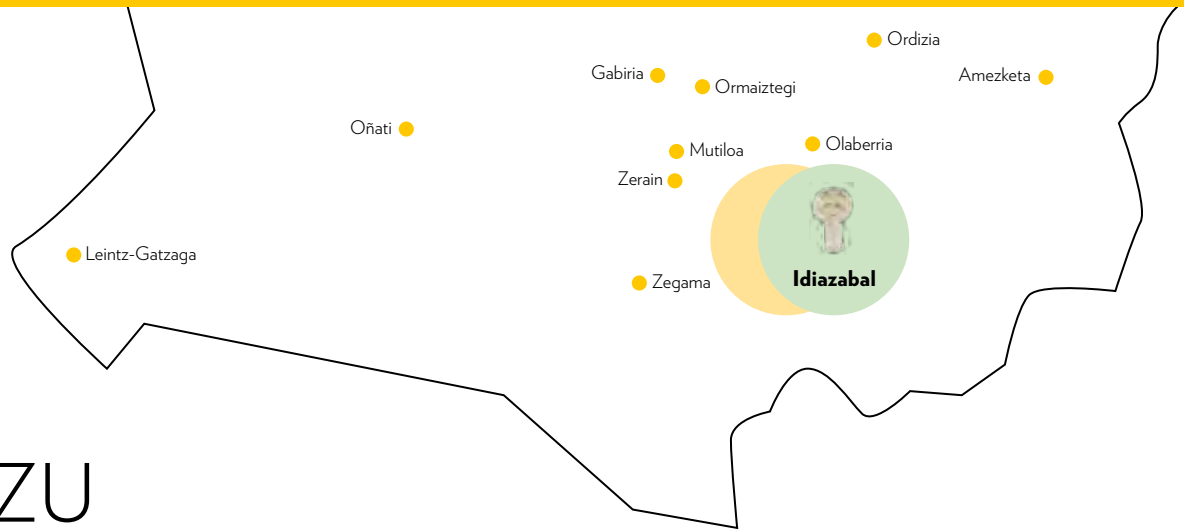 Ordizia
Gabiria
Amezketa
Ormaiztegi
Oñati
Olaberria
Mutiloa
Zerain
Leintz-Gatzaga
Idiazabal
Zegama
ZU